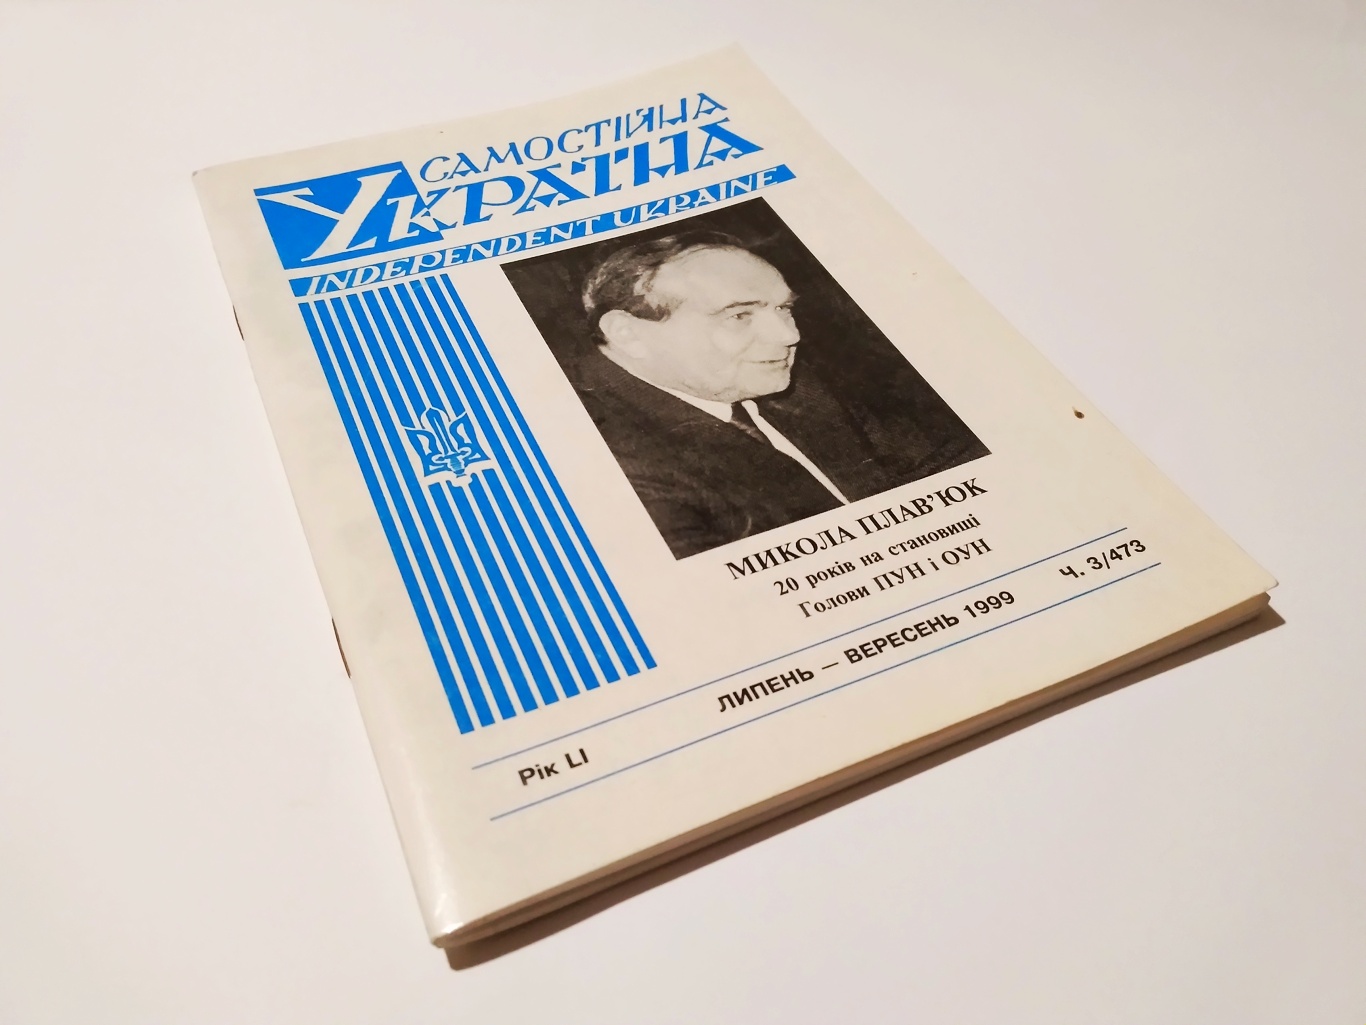 САМОСТІЙНА
УКРАЇНА
INDEPENDENT UKRAINE
МИКОЛА ПЛАВ'ЮК
20 років на становищі
Голови ПУН і ОУН
Рік LI ЛИПЕНЬ – ВЕРЕСЕНЬ 1999 Ч. 3/473